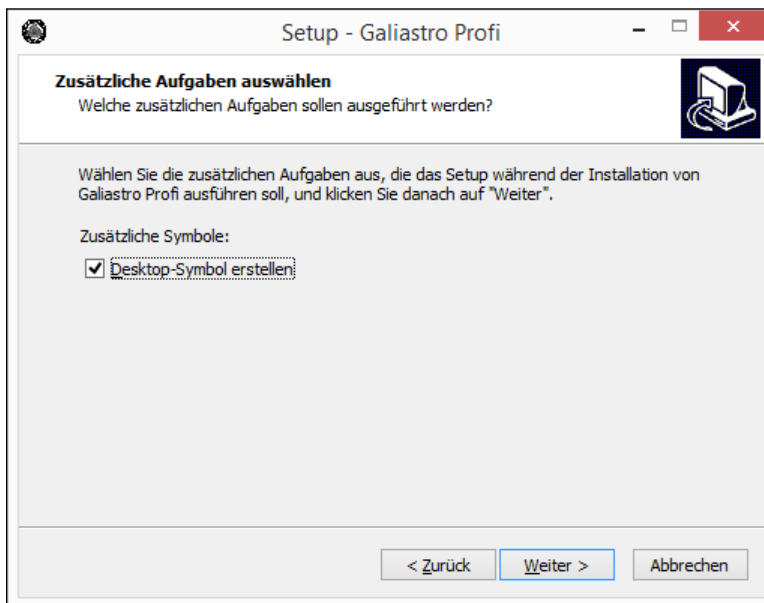 Setup - Galiastro Profi
Zusätzliche Aufgaben auswählen
Welche zusätzlichen Aufgaben sollen ausgeführt werden?
Wählen Sie die zusätzlichen Aufgaben aus, die das Setup während der Installation von
Galiastro Profi ausführen soll, und klicken Sie danach auf "Weiter".
Zusätzliche Symbole:
Desktop-Symbol erstellen
< Zurück Weiter > Abbrechen